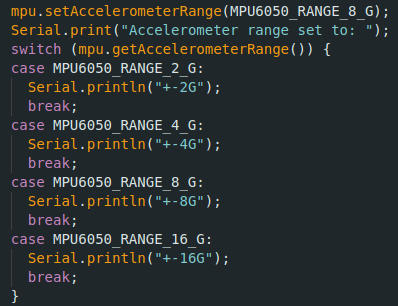 mpu.setAccelerometerRange(MPU6050_RANGE_8_G);
Serial.print("Accelerometer range set to: ");
switch (mpu.getAccelerometerRange()) {
case MPU6050_RANGE_2_G:
  Serial.println("+-2G");
  break;
case MPU6050_RANGE_4_G:
  Serial.println("+-4G");
  break;
case MPU6050_RANGE_8_G:
  Serial.println("+-8G");
  break;
case MPU6050_RANGE_16_G:
  Serial.println("+-16G");
  break;
}